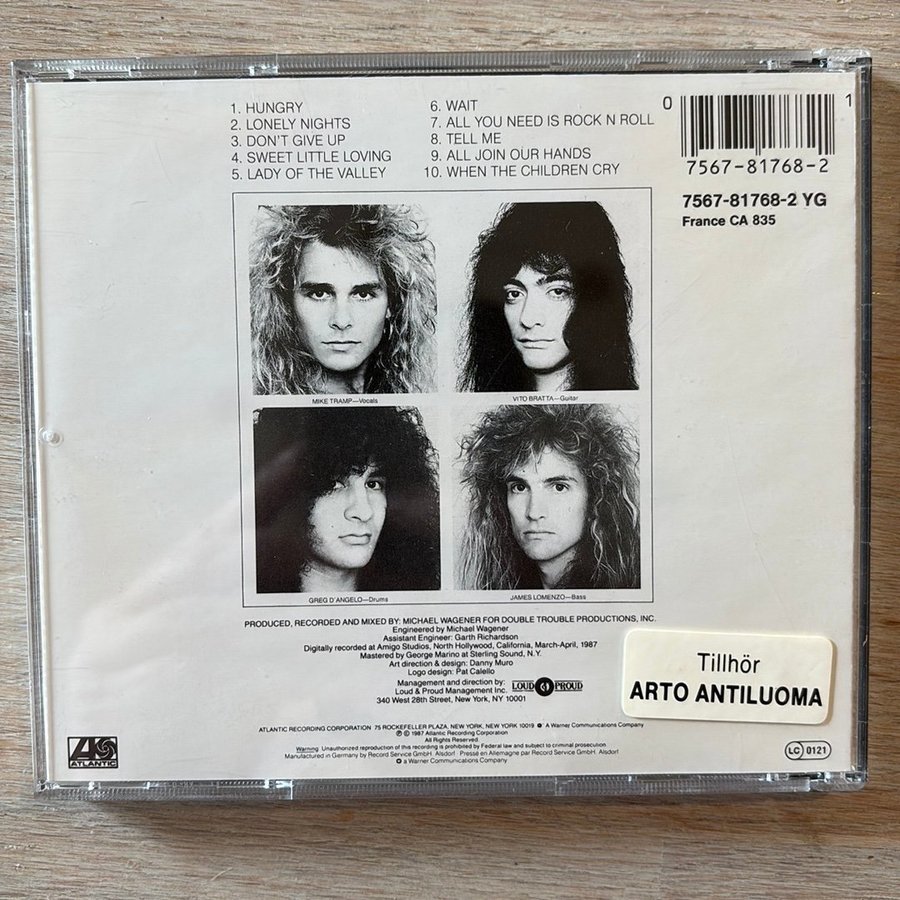 1. HUNGRY
2. LONELY NIGHTS
3. DON'T GIVE UP
4. SWEET LITTLE LOVING
5. LADY OF THE VALLEY
6. WAIT
7. ALL YOU NEED IS ROCK N ROLL
8. TELL ME
9. ALL JOIN OUR HANDS
10. WHEN THE CHILDREN CRY
0 1
7567-81768-2
7567-81768-2 YG
France CA 835
MIKE TRAMP—Vocals
VITO BRATTA—Guitar
GREG D'ANGELO—Drums
JAMES LOMENZO—Bass
PRODUCED, RECORDED AND MIXED BY: MICHAEL WAGENER FOR DOUBLE TROUBLE PRODUCTIONS, INC.
Engineered by Michael Wagener
Assistant Engineer: Garth Richardson
Digitally recorded at Amigo Studios, North Hollywood, California, March-April, 1987
Mastered by George Marino at Sterling Sound, N.Y.
Art direction & design: Danny Muro
Logo design: Pat Calello
Management and direction by:
Loud & Proud Management Inc.
340 West 28th Street, New York, NY 10001
LOUD & PROUD
Tillhör
ARTO ANTILUOMA
ATLANTIC RECORDING CORPORATION 75 ROCKEFELLER PLAZA, NEW YORK, NEW YORK 10019 A Warner Communications Company
℗ © 1987 Atlantic Recording Corporation
All Rights Reserved.
Warning: Unauthorized reproduction of this recording is prohibited by Federal law and subject to criminal prosecution
Manufactured in Germany by Record Service GmbH, Alsdorf · Pressé en Allemagne par Record Service GmbH, Alsdorf
a Warner Communications Company
ATLANTIC
LC 0121